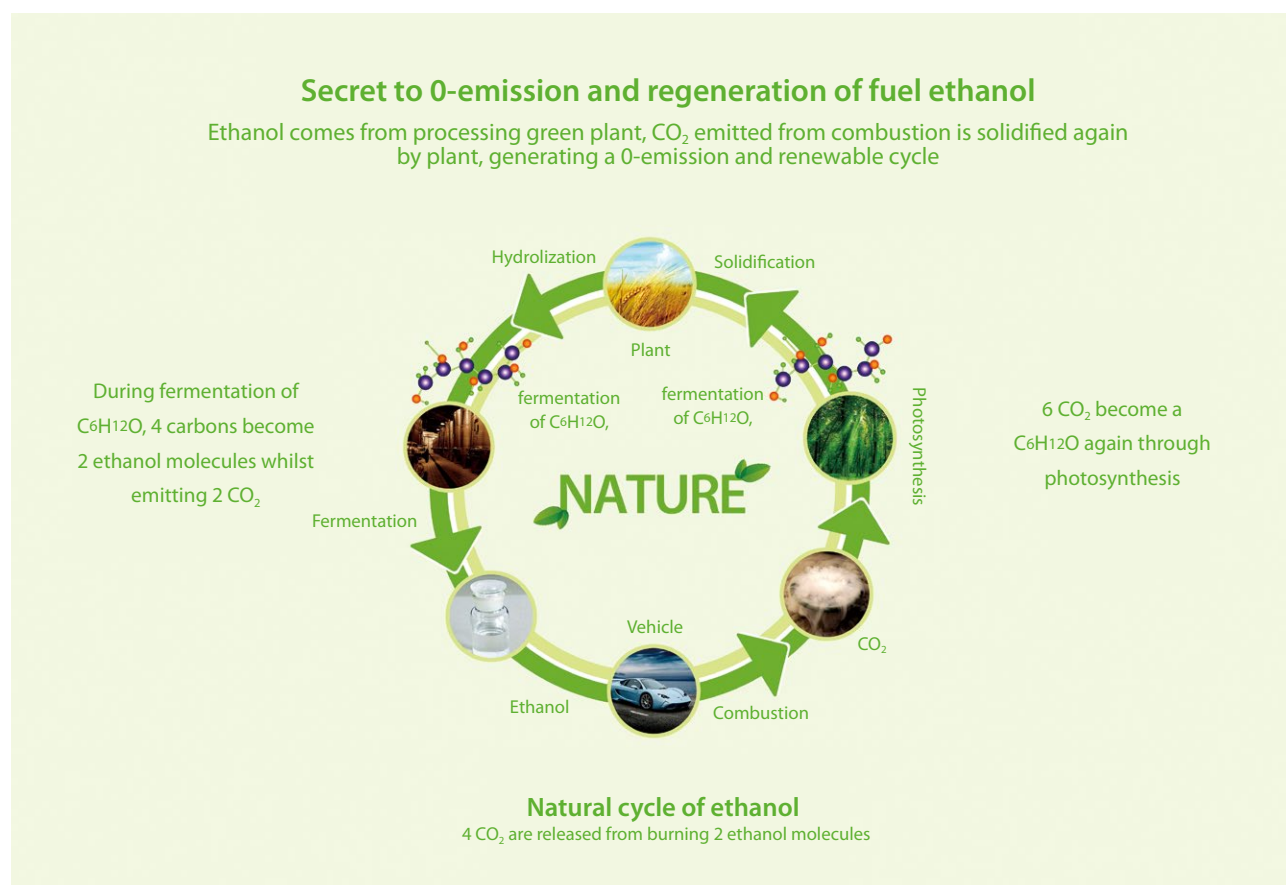 Secret to 0-emission and regeneration of fuel ethanol
Ethanol comes from processing green plant, CO₂ emitted from combustion is solidified again
by plant, generating a 0-emission and renewable cycle
Hydrolization
Solidification
Plant
fermentation
of C6H12O,
fermentation
of C6H12O,
Photosynthesis
During fermentation of
C6H12O, 4 carbons become
2 ethanol molecules whilst
emitting 2 CO₂
6 CO₂ become a
C6H12O again through
photosynthesis
NATURE
Fermentation
Vehicle
CO₂
Ethanol
Combustion
Natural cycle of ethanol
4 CO₂ are released from burning 2 ethanol molecules